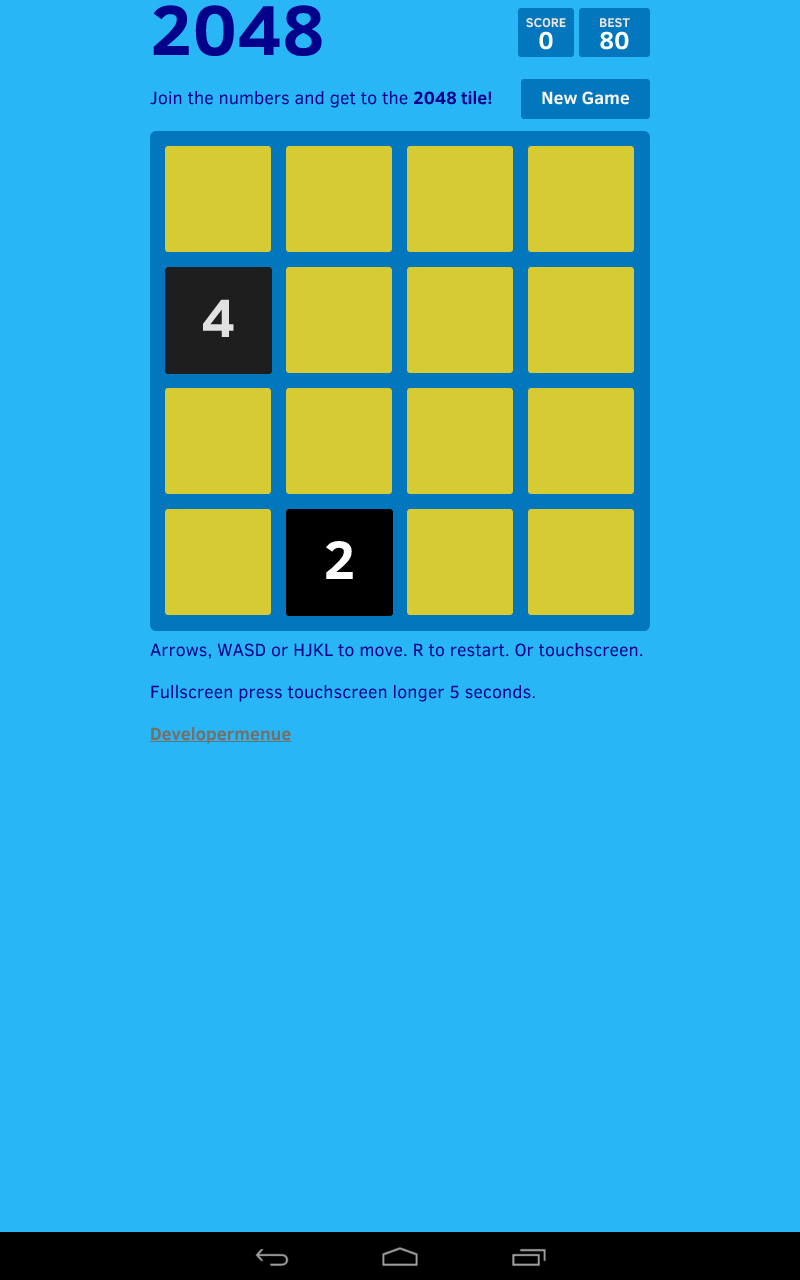 2048
SCORE
0
BEST
80
Join the numbers and get to the 2048 tile!
New Game
4
2
Arrows, WASD or HJKL to move. R to restart. Or touchscreen.
Fullscreen press touchscreen longer 5 seconds.
Developermenue